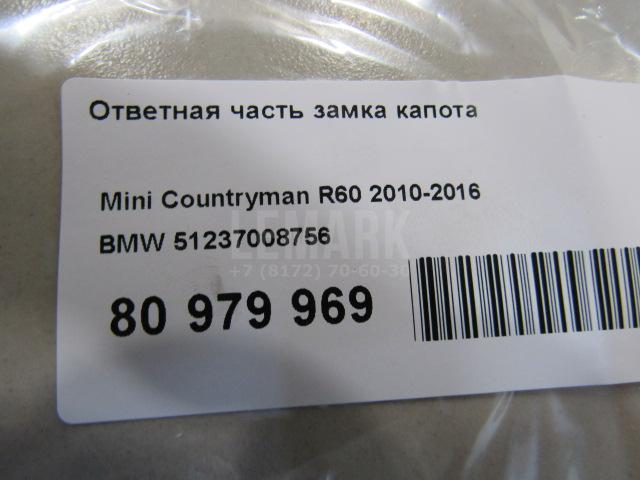 Ответная часть замка капота
Mini Countryman R60 2010-2016
LEMARK
BMW 51237008756
+7 (8172) 70-60-30
80 979 969